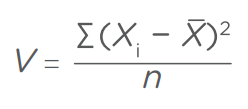 V = Σ(Xᵢ − X̄)² / n